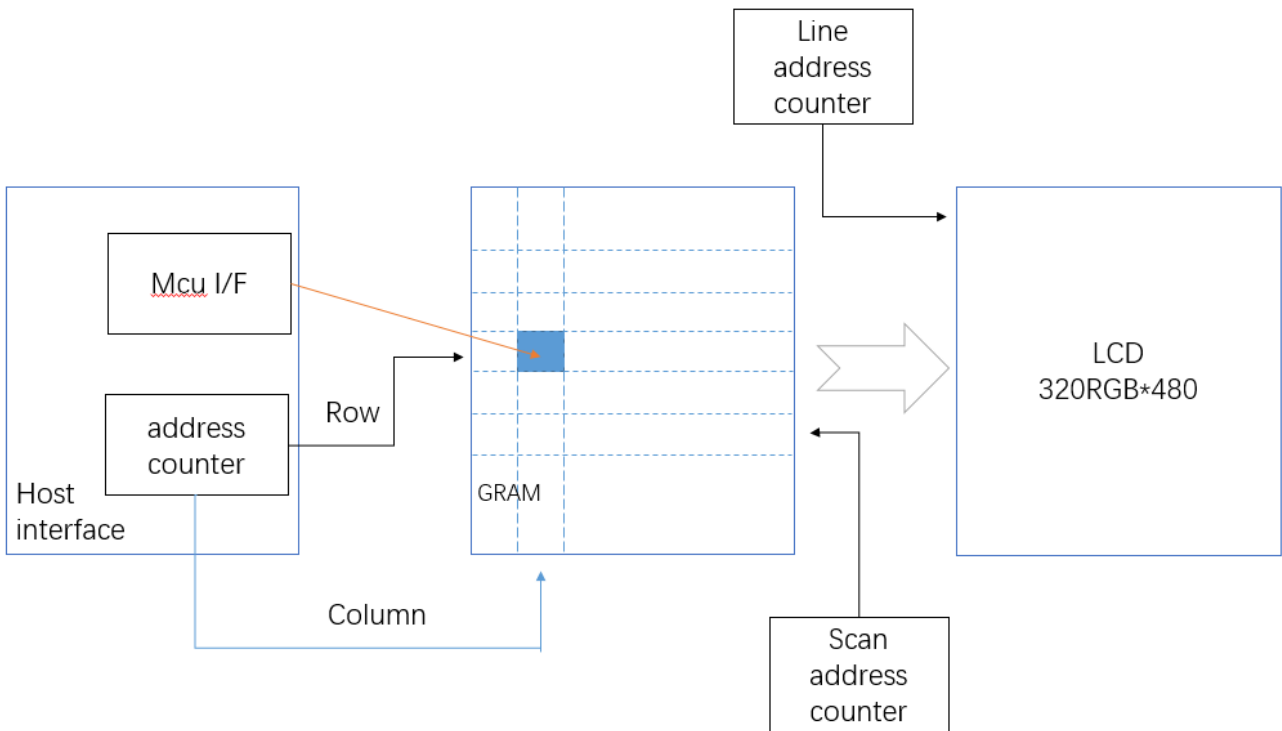 Line
address
counter
Mcu I/F
address
counter
Host
interface
Row
Column
GRAM
LCD
320RGB*480
Scan
address
counter